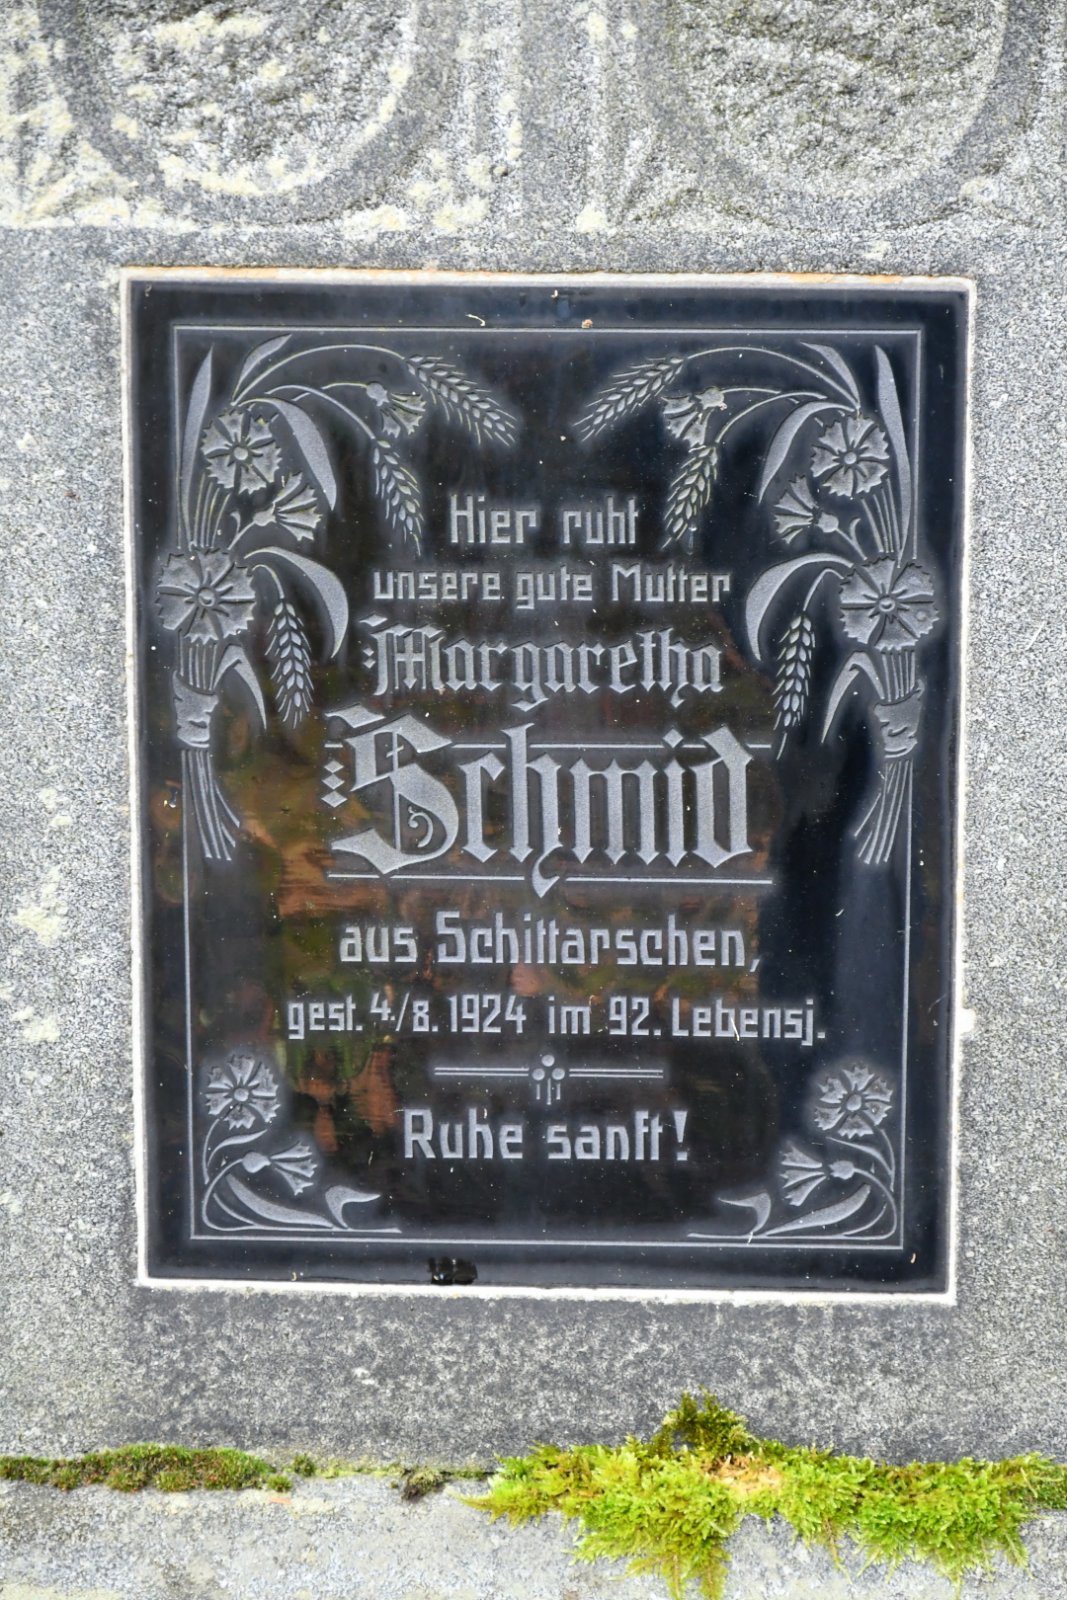 Hier ruht
unsere gute Mutter
Margaretha
Schmid
aus Schittarschen,
gest. 4./8. 1924 im 92. Lebensj.
Ruhe sanft!